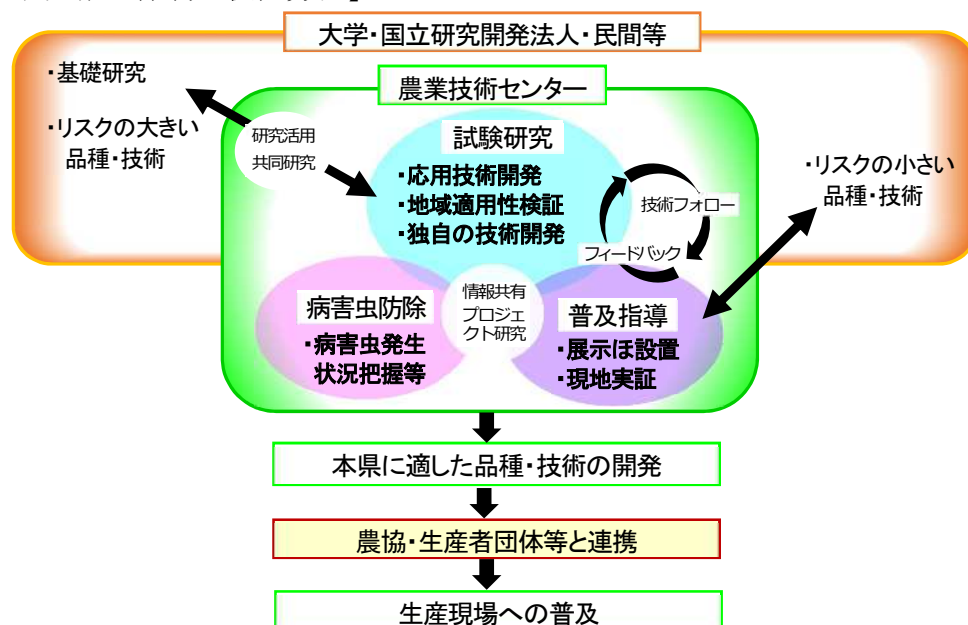 大学・国立研究開発法人・民間等
・基礎研究
・リスクの大きい
品種・技術
農業技術センター
研究活用
共同研究
試験研究
・応用技術開発
・地域適用性検証
・独自の技術開発
技術フォロー
フィードバック
・リスクの小さい
品種・技術
病害虫防除
・病害虫発生
状況把握等
情報共有
プロジェ
クト研究
普及指導
・展示ほ設置
・現地実証
本県に適した品種・技術の開発
農協・生産者団体等と連携
生産現場への普及